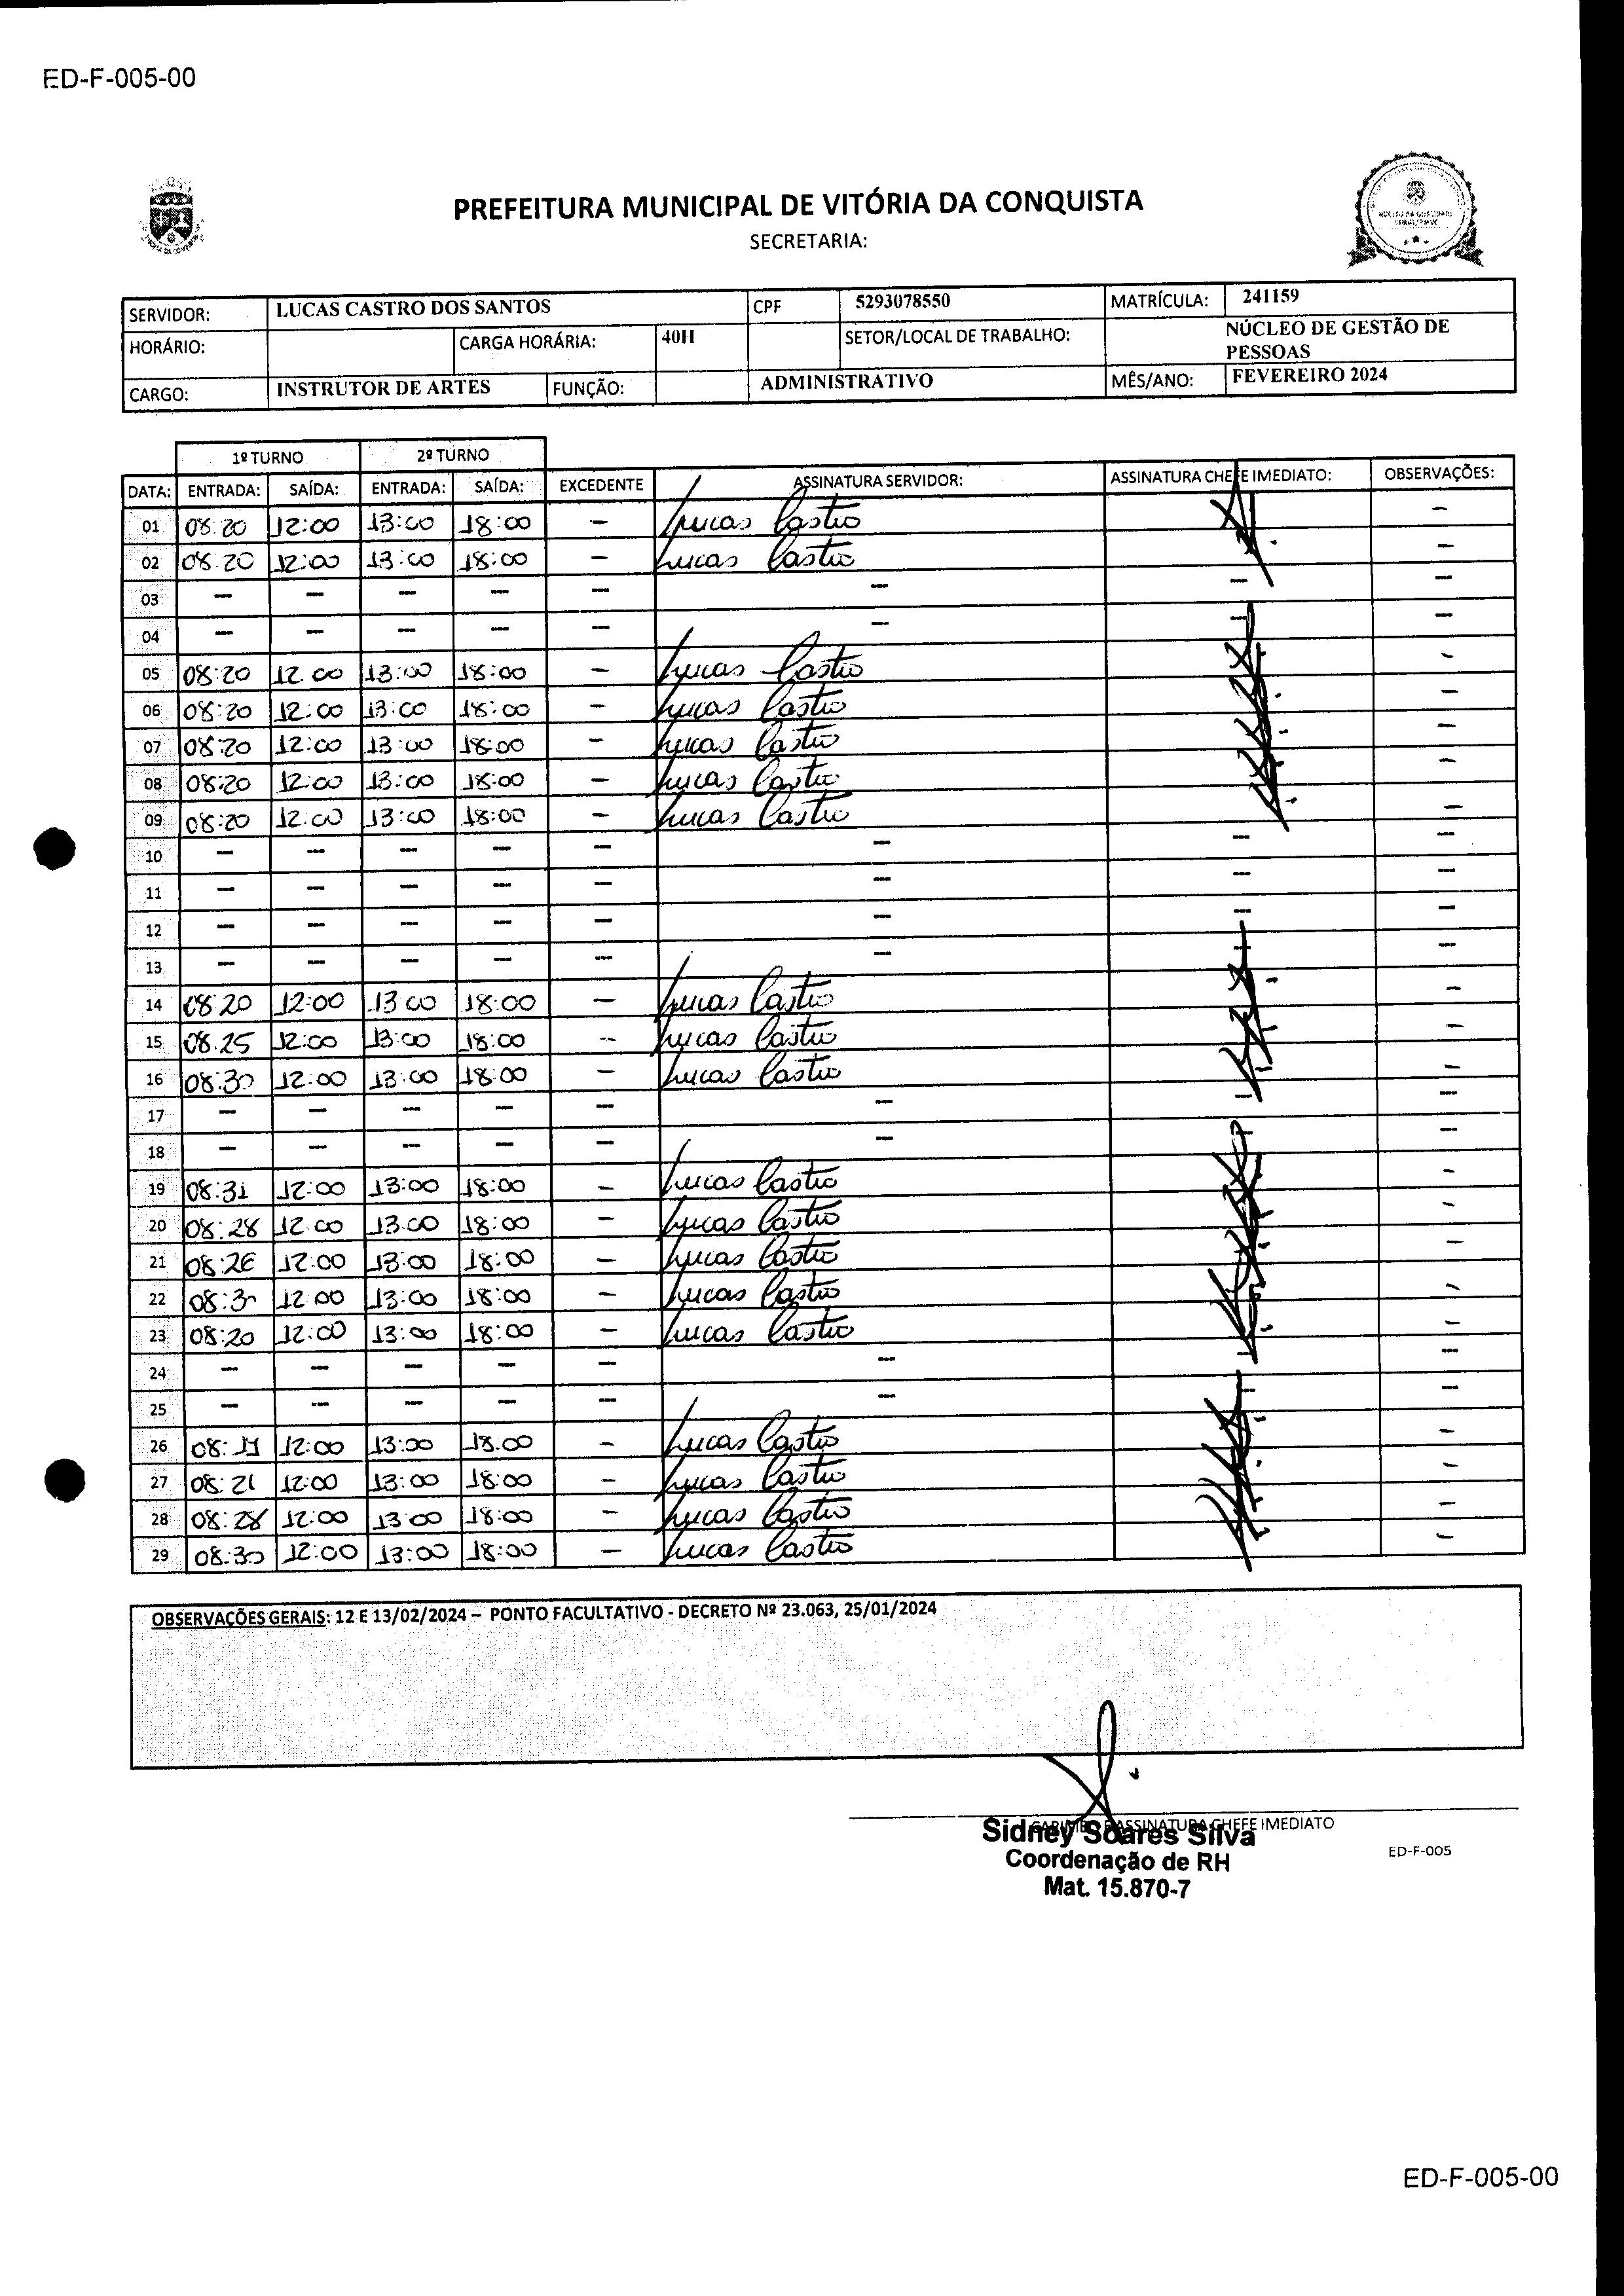 ED-F-005-00
PREFEITURA MUNICIPAL DE VITÓRIA DA CONQUISTA
SECRETARIA:
SERVIDOR: LUCAS CASTRO DOS SANTOS CPF 5293078550 MATRÍCULA: 241159
HORÁRIO: CARGA HORÁRIA: 40H SETOR/LOCAL DE TRABALHO: NÚCLEO DE GESTÃO DE
PESSOAS
CARGO: INSTRUTOR DE ARTES FUNÇÃO: ADMINISTRATIVO MÊS/ANO: FEVEREIRO 2024
1º TURNO 2º TURNO
DATA: ENTRADA: SAÍDA: ENTRADA: SAÍDA: EXCEDENTE ASSINATURA SERVIDOR: ASSINATURA CHEFE IMEDIATO: OBSERVAÇÕES:
01 08:20 12:00 13:00 18:00 – Lucas Castro –
02 08:20 12:00 13:00 18:00 – Lucas Castro –
03 — — — — — — — —
04 — — — — — — — —
05 08:20 12:00 13:00 18:00 – Lucas Castro –
06 08:20 12:00 13:00 18:00 – Lucas Castro –
07 08:20 12:00 13:00 18:00 – Lucas Castro –
08 08:20 12:00 13:00 18:00 – Lucas Castro –
09 08:20 12:00 13:00 18:00 – Lucas Castro –
10 — — — — — — — —
11 — — — — — — — —
12 — — — — — — — —
13 — — — — — — — —
14 08:20 12:00 13:00 18:00 – Lucas Castro –
15 08:25 12:00 13:00 18:00 -- Lucas Castro –
16 08:30 12:00 13:00 18:00 – Lucas Castro –
17 — — — — — — — —
18 — — — — — — — —
19 08:31 12:00 13:00 18:00 – Lucas Castro –
20 08:28 12:00 13:00 18:00 – Lucas Castro –
21 08:26 12:00 13:00 18:00 – Lucas Castro –
22 08:30 12:00 13:00 18:00 – Lucas Castro –
23 08:20 12:00 13:00 18:00 – Lucas Castro –
24 — — — — — — — —
25 — — — — — — — —
26 12:00 13:00 18:00 – Lucas Castro –
27 08:21 12:00 13:00 18:00 – Lucas Castro –
28 08:28 12:00 13:00 18:00 – Lucas Castro –
29 08:30 12:00 13:00 18:00 – Lucas Castro –
OBSERVAÇÕES GERAIS: 12 E 13/02/2024 – PONTO FACULTATIVO - DECRETO Nº 23.063, 25/01/2024
CARIMBO E ASSINATURA CHEFE IMEDIATO
Sidney Soares Silva
Coordenação de RH
Mat. 15.870-7
ED-F-005
ED-F-005-00